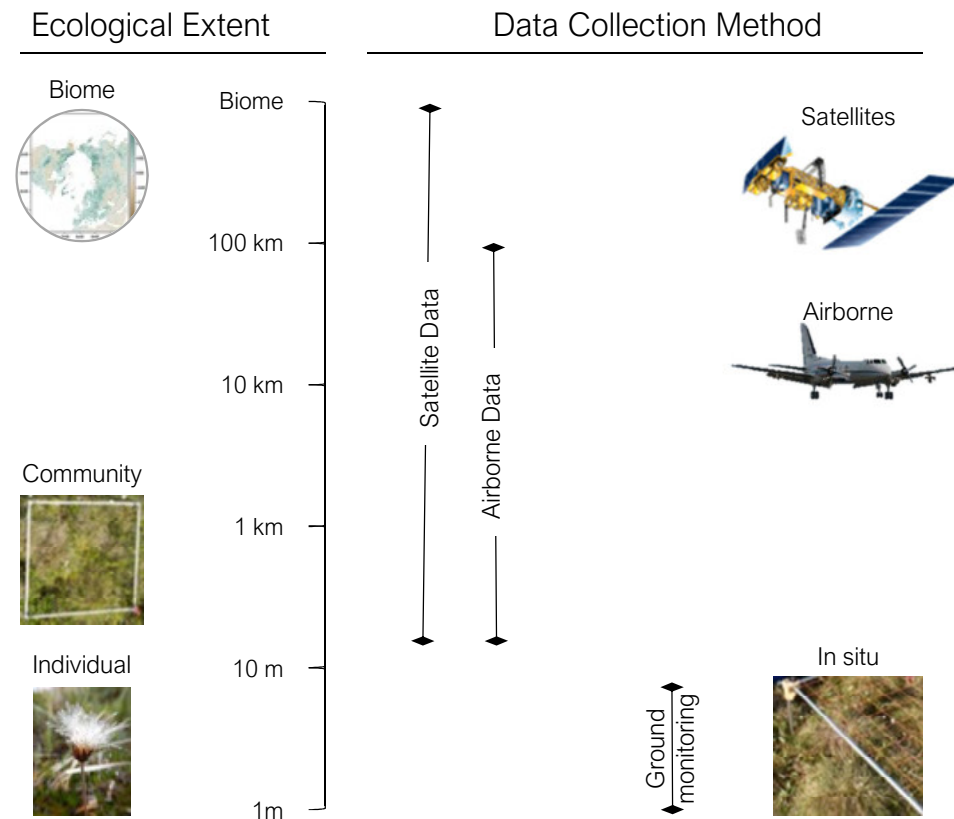 Ecological Extent
Data Collection Method
Biome
Biome
Satellites
100 km
Airborne
Satellite Data
Airborne Data
10 km
Community
1 km
Individual
10 m
In situ
Ground
monitoring
1m